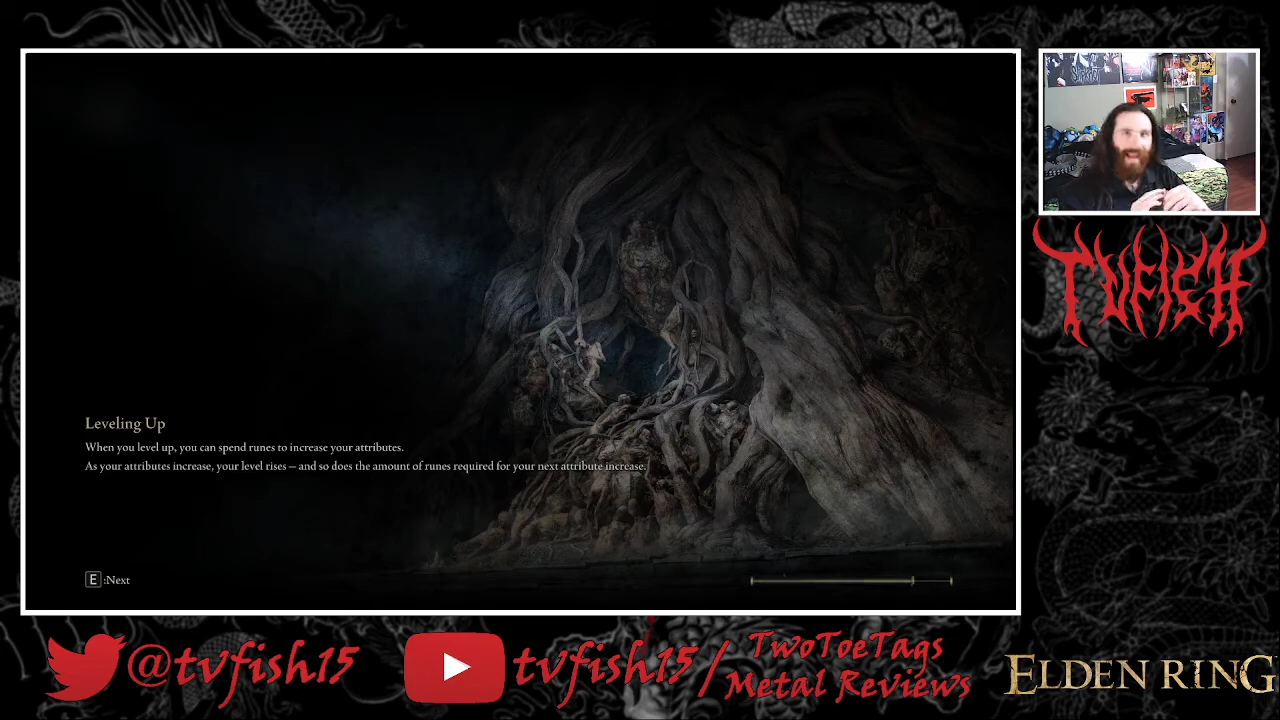 TVFISH
Leveling Up
When you level up, you can spend runes to increase your attributes.
As your attributes increase, your level rises – and so does the amount of runes required for your next attribute increase.
E :Next
@tvfish15
tvfish15 / TwoToeTags
Metal Reviews
ELDEN RING